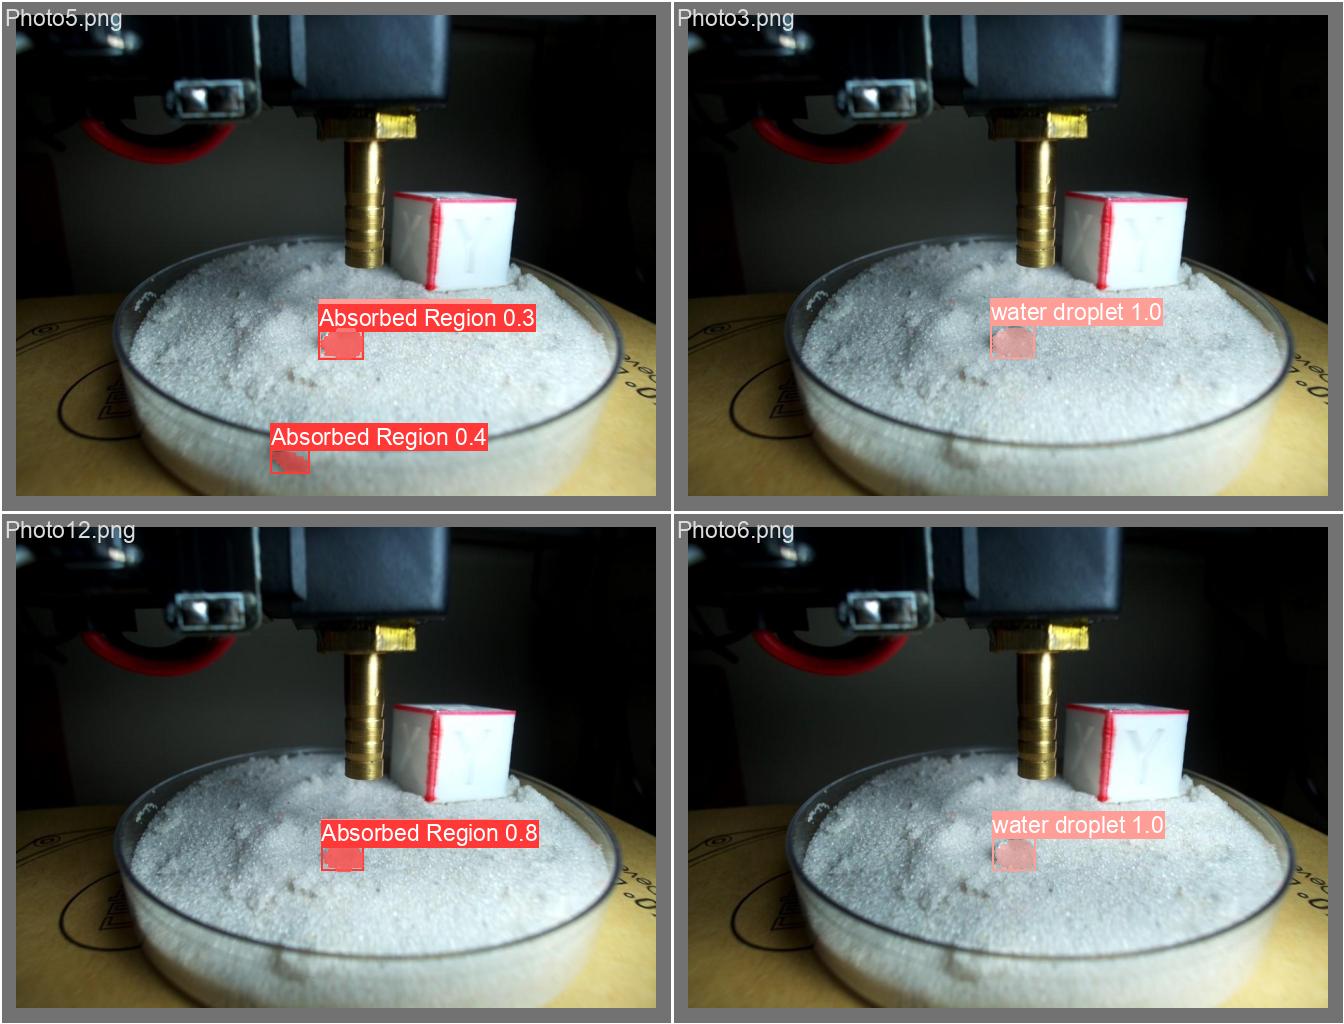 Photo5.png
Absorbed Region 0.3
Absorbed Region 0.4
X Y
Photo3.png
water droplet 1.0
X Y
Photo12.png
Absorbed Region 0.8
X Y
Photo6.png
water droplet 1.0
X Y